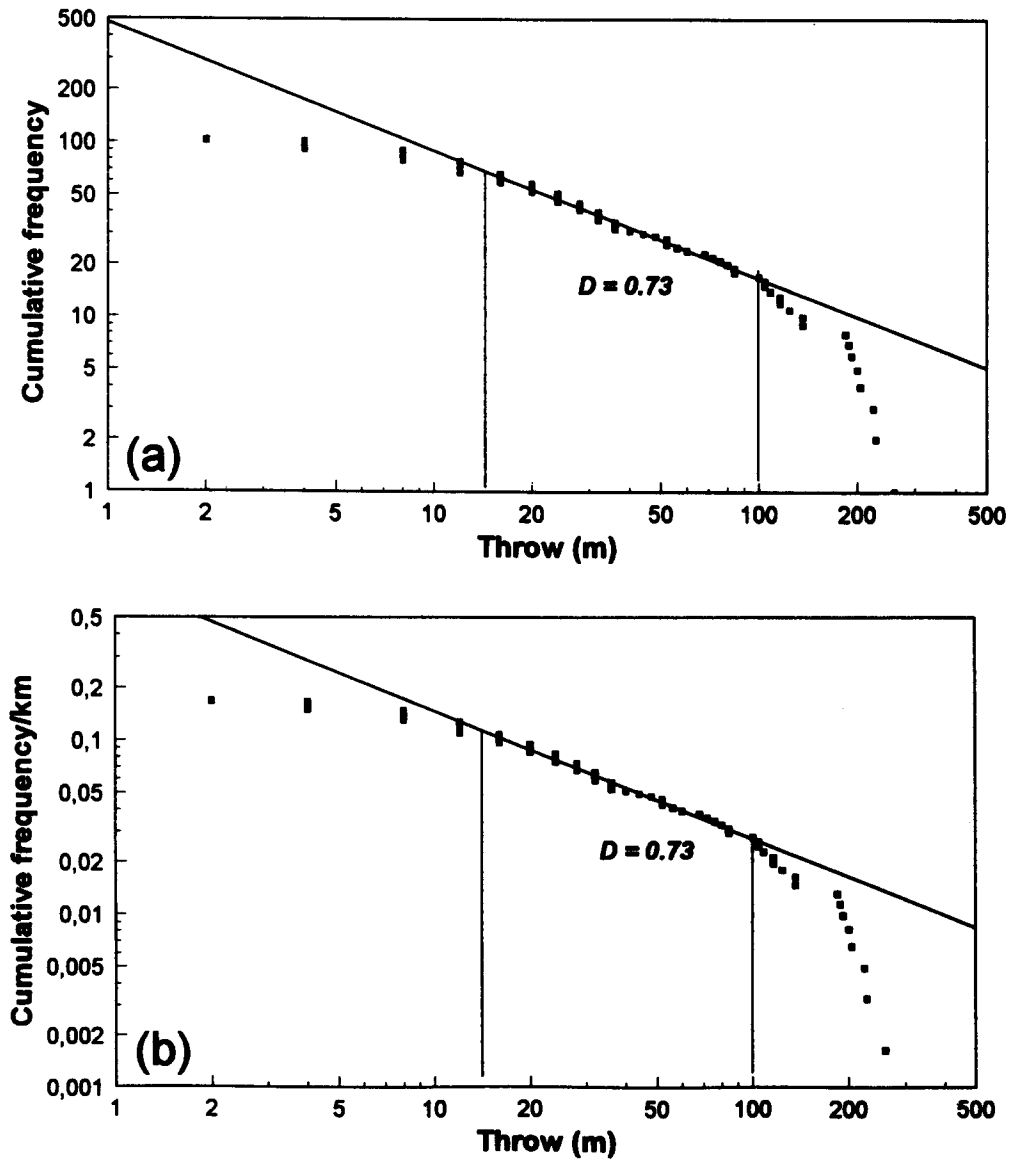 500
200
100
50
20
10
5
2
1
Cumulative frequency
D = 0.73
(a)
1 2 5 10 20 50 100 200 500
Throw (m)
0,5
0,2
0,1
0,05
0,02
0,01
0,005
0,002
0,001
Cumulative frequency/km
D = 0.73
(b)
1 2 5 10 20 50 100 200 500
Throw (m)